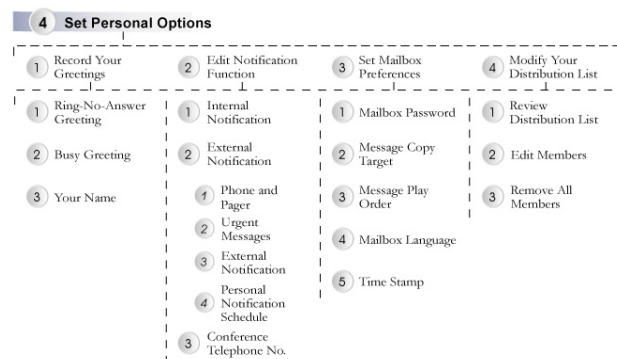 4 Set Personal Options
1 Record Your
Greetings
1 Ring-No-Answer
Greeting
2 Busy Greeting
3 Your Name
2 Edit Notification
Function
1 Internal
Notification
2 External
Notification
1 Phone and
Pager
2 Urgent
Messages
3 External
Notification
4 Personal
Notification
Schedule
3 Conference
Telephone No.
3 Set Mailbox
Preferences
1 Mailbox Password
2 Message Copy
Target
3 Message Play
Order
4 Mailbox Language
5 Time Stamp
4 Modify Your
Distribution List
1 Review
Distribution List
2 Edit Members
3 Remove All
Members